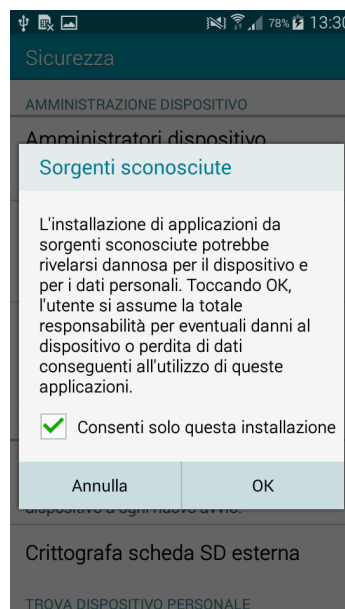 78% 13:30
Sicurezza
AMMINISTRAZIONE DISPOSITIVO
Amministratori dispositivo
Sorgenti sconosciute
L'installazione di applicazioni da
sorgenti sconosciute potrebbe
rivelarsi dannosa per il dispositivo e
per i dati personali. Toccando OK,
l'utente si assume la totale
responsabilità per eventuali danni al
dispositivo o perdita di dati
conseguenti all'utilizzo di queste
applicazioni.
Consenti solo questa installazione
Annulla OK
dispositivo a ogni nuovo avvio.
Crittografa scheda SD esterna
TROVA DISPOSITIVO PERSONALE